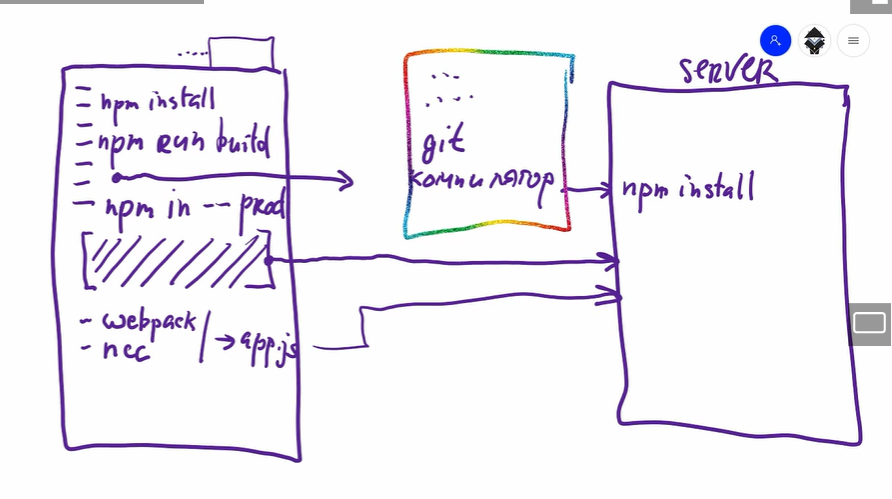 npm install
npm run build
npm in -- prod
- webpack
- ncc
→ app.js
git
компилятор
server
npm install